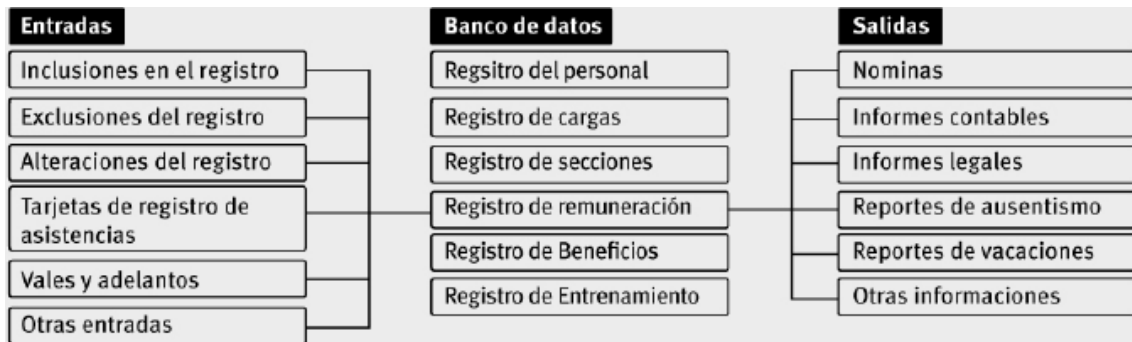 Entradas
Inclusiones en el registro
Exclusiones del registro
Alteraciones del registro
Tarjetas de registro de
asistencias
Vales y adelantos
Otras entradas
Banco de datos
Regsitro del personal
Registro de cargas
Registro de secciones
Registro de remuneración
Registro de Beneficios
Registro de Entrenamiento
Salidas
Nominas
Informes contables
Informes legales
Reportes de ausentismo
Reportes de vacaciones
Otras informaciones